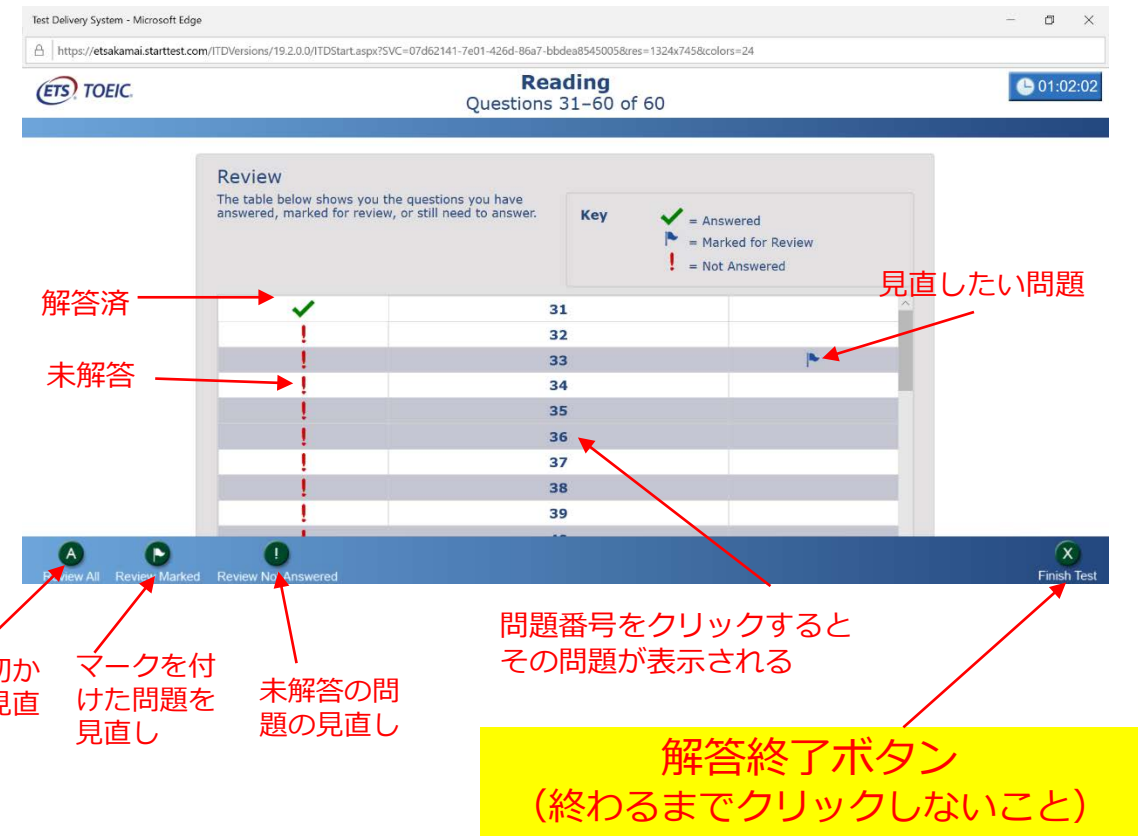 Test Delivery System - Microsoft Edge
https://etsakamai.starttest.com/ITDVersions/19.2.0.0/ITDStart.aspx?SVC=07d62141-7e01-426d-86a7-bbdea8545005&res=1324x745&colors=24
ETS TOEIC.
Reading
Questions 31–60 of 60
01:02:02
Review
The table below shows you the questions you have
answered, marked for review, or still need to answer.
Key
= Answered
= Marked for Review
= Not Answered
見直したい問題
解答済
未解答
31
32
33
34
35
36
37
38
39
A
!
X
Review All
Review Marked
Review Not Answered
Finish Test
問題番号をクリックすると
その問題が表示される
初か
見直
マークを付
けた問題を
見直し
未解答の問
題の見直し
解答終了ボタン
（終わるまでクリックしないこと）